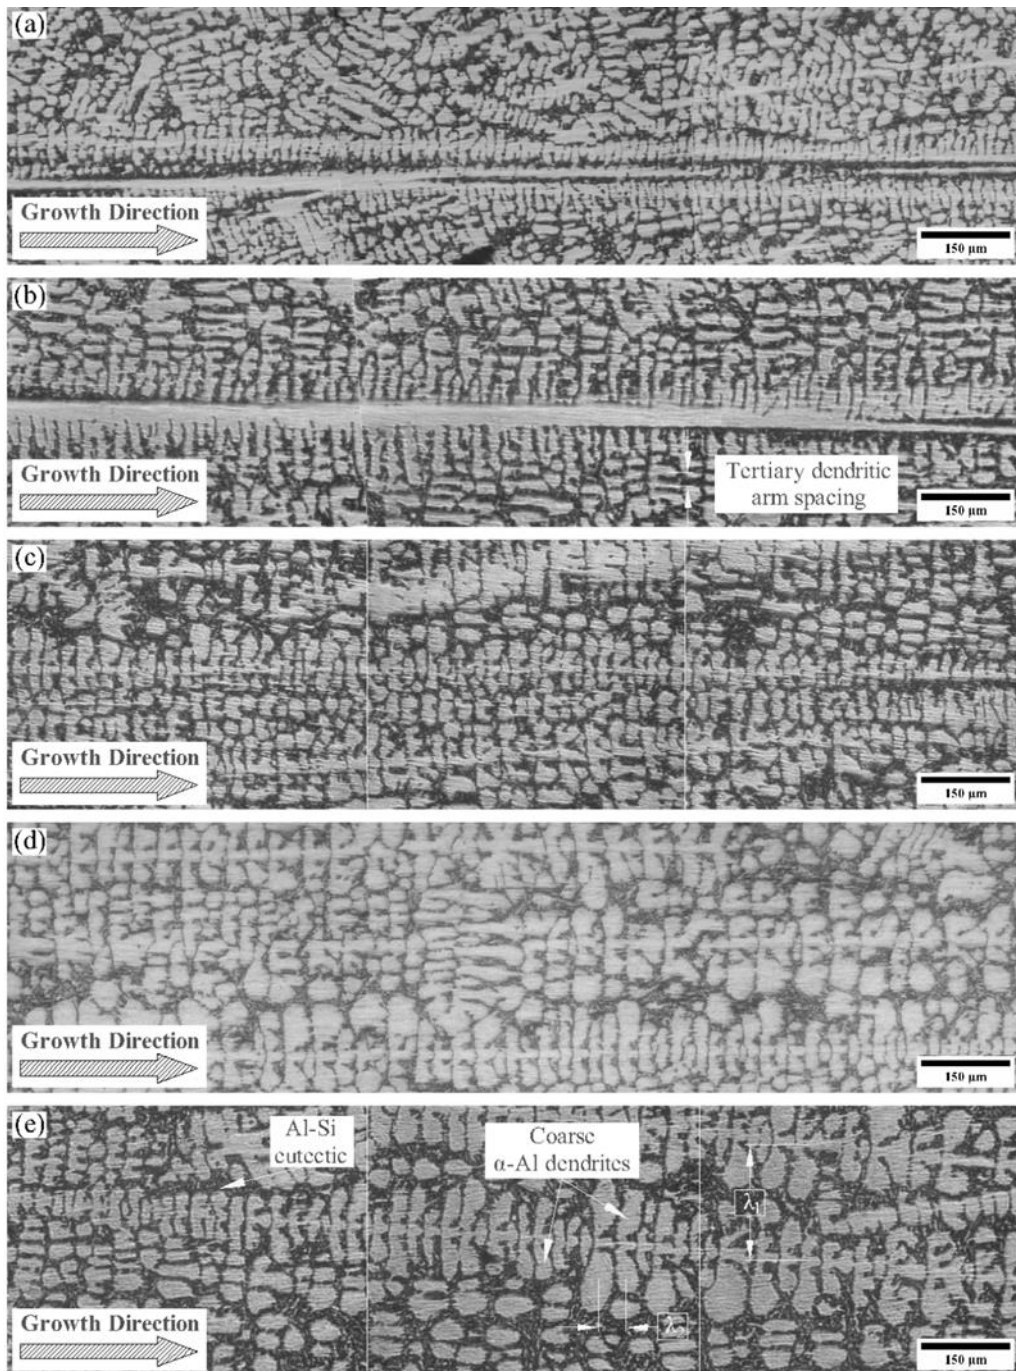 (a)
Growth Direction
150 μm
(b)
Growth Direction
Tertiary dendritic
arm spacing
150 μm
(c)
Growth Direction
150 μm
(d)
Growth Direction
150 μm
(e)
Al-Si
eutectic
Coarse
α-Al dendrites
λ1
Growth Direction
λ2
150 μm